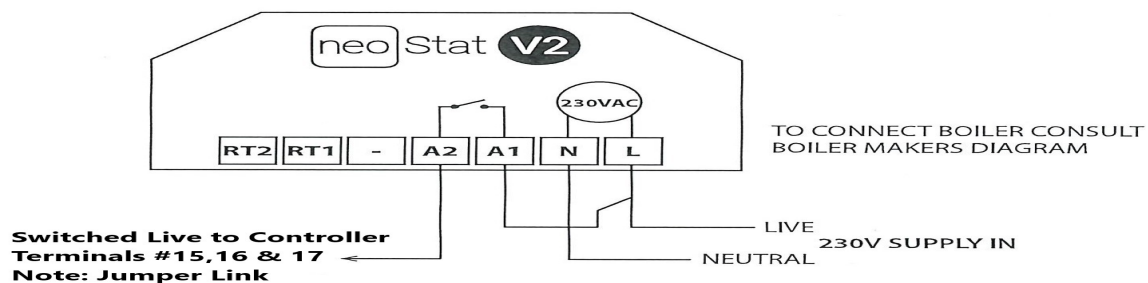 neo Stat V2
230VAC
RT2 RT1 - A2 A1 N L
TO CONNECT BOILER CONSULT
BOILER MAKERS DIAGRAM
LIVE
230V SUPPLY IN
NEUTRAL
Switched Live to Controller
Terminals #15,16 & 17
Note: Jumper Link